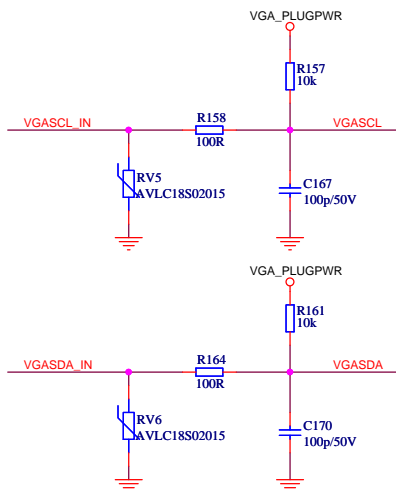 VGA_PLUGPWR
R157
10k
VGASCL_IN
R158
100R
VGASCL
RV5
AVLC18S02015
C167
100p/50V
VGA_PLUGPWR
R161
10k
VGASDA_IN
R164
100R
VGASDA
RV6
AVLC18S02015
C170
100p/50V